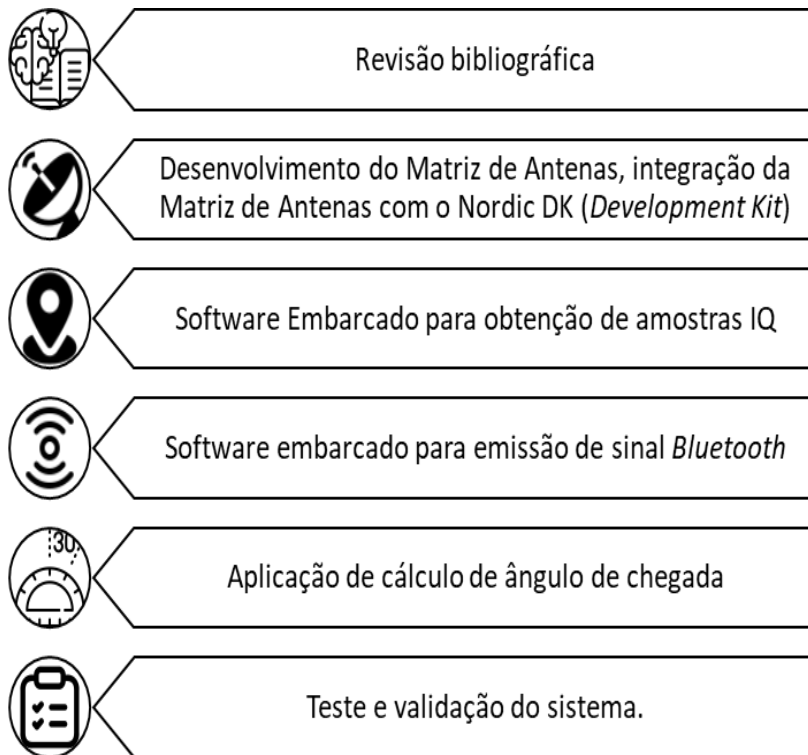 Revisão bibliográfica
Desenvolvimento do Matriz de Antenas, integração da
Matriz de Antenas com o Nordic DK (Development Kit)
Software Embarcado para obtenção de amostras IQ
Software embarcado para emissão de sinal Bluetooth
30
Aplicação de cálculo de ângulo de chegada
Teste e validação do sistema.